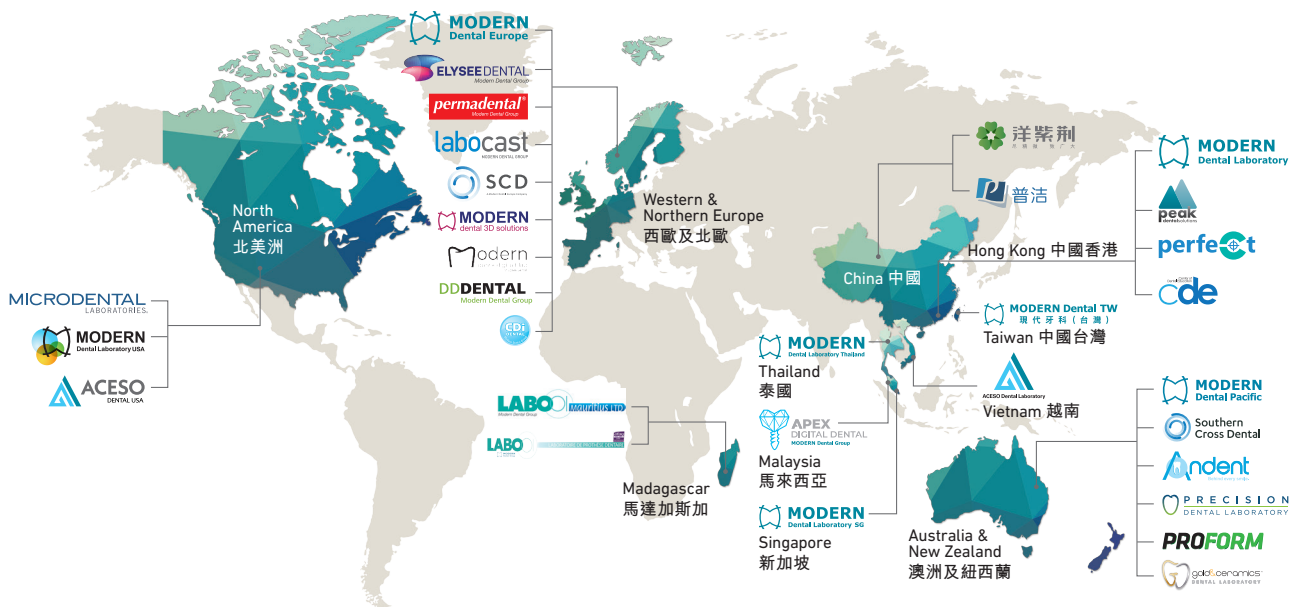 MODERN
Dental Europe
ELYSEEDENTAL
Modern Dental Group
permadental®
Modern Dental Group
labocast
MODERN DENTAL GROUP
SCD
MODERN
dental 3D solutions
Modern
DDDENTAL
Modern Dental Group
CDi
DENTAL
Western &
Northern Europe
西歐及北歐
North
America
北美洲
MICRODENTAL
LABORATORIES.
MODERN
Dental Laboratory USA
ACESO
DENTAL USA
LABO
Modern Dental Group
MAURITIUS LTD
LABO
Madagascar
馬達加斯加
洋紫荆
普洁
China 中國
Hong Kong 中國香港
MODERN
Dental Laboratory
peak
dentalsolutions
perfect
cde
MODERN Dental TW
現代牙科(台灣)
Taiwan 中國台灣
MODERN
Dental Laboratory Thailand
Thailand
泰國
ACESO Dental Laboratory
Vietnam 越南
APEX
DIGITAL DENTAL
MODERN Dental Group
Malaysia
馬來西亞
MODERN
Dental Laboratory SG
Singapore
新加坡
Australia &
New Zealand
澳洲及紐西蘭
MODERN
Dental Pacific
Southern
Cross Dental
Andent
PRECISION
DENTAL LABORATORY
PROFORM
gold&ceramics
DENTAL LABORATORY